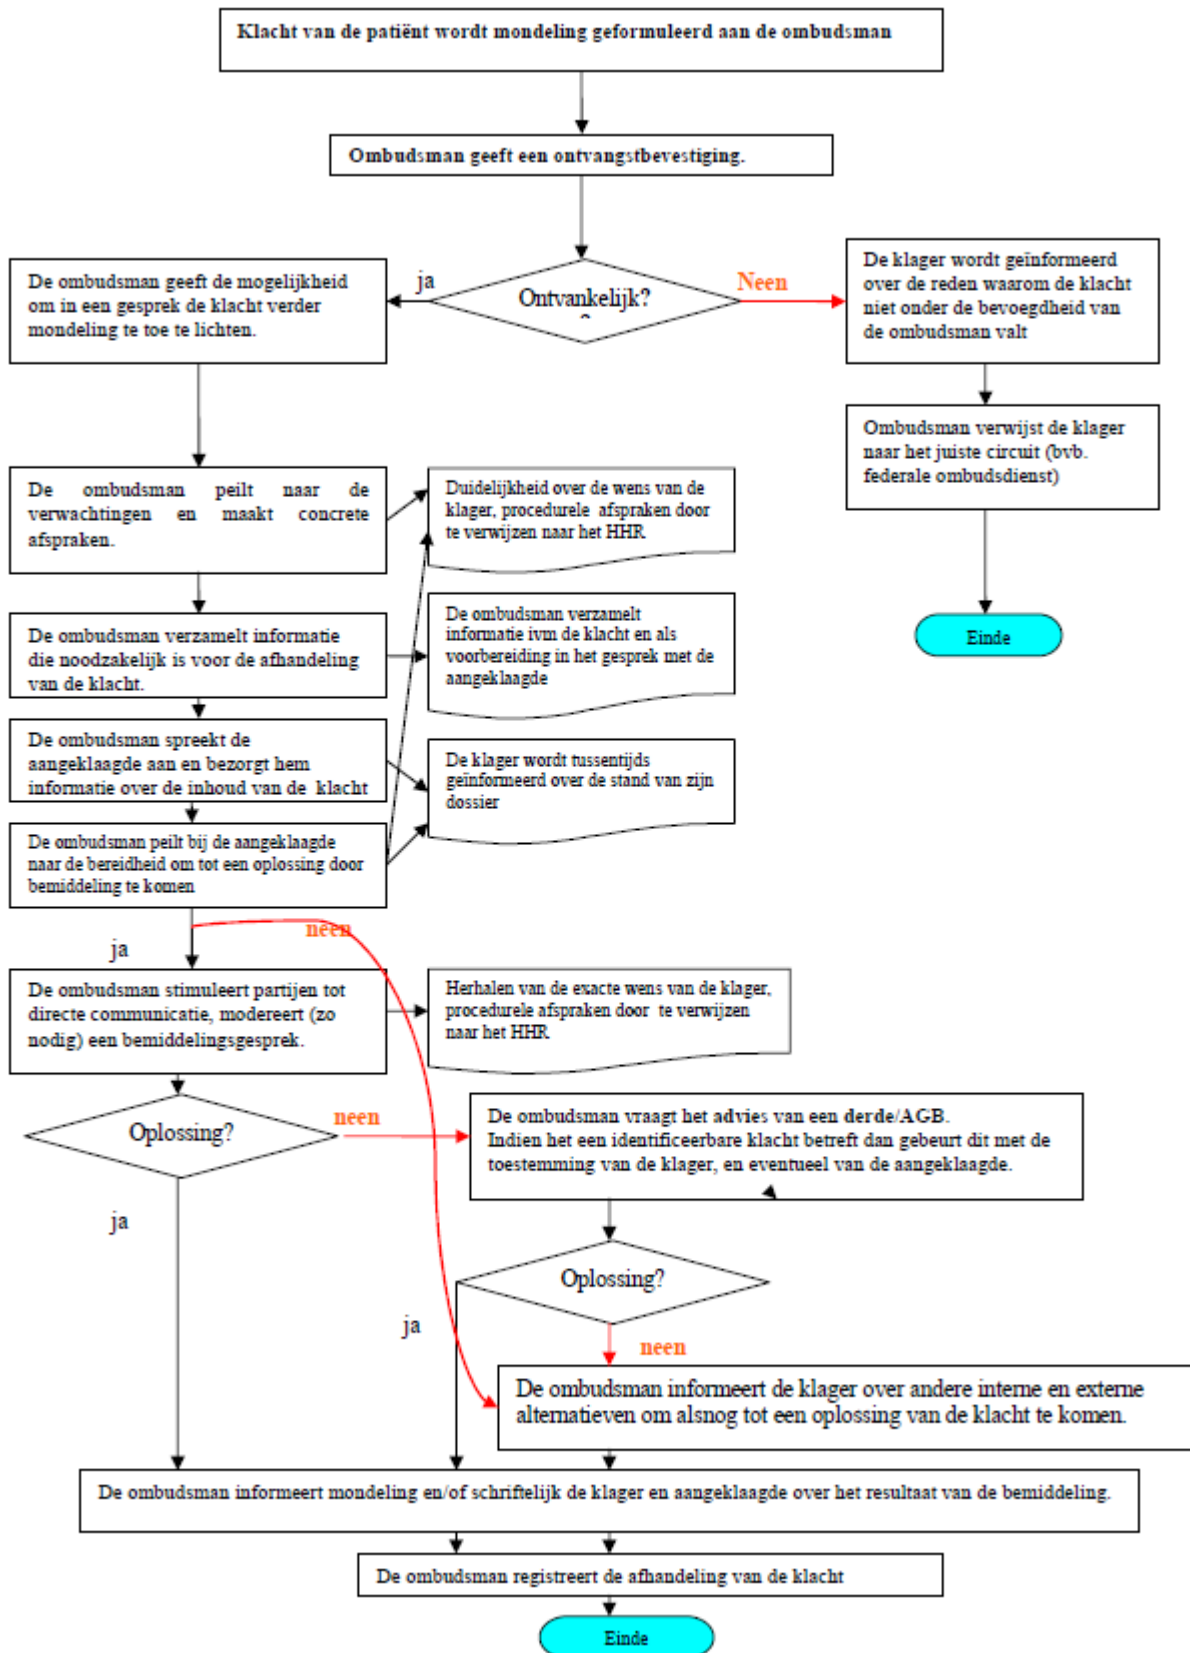 Klacht van de patiënt wordt mondeling geformuleerd aan de ombudsman
Ombudsman geeft een ontvangstbevestiging.
De ombudsman geeft de mogelijkheid
om in een gesprek de klacht verder
mondeling te toe te lichten.
ja
Ontvankelijk?
?
Neen
De klager wordt geïnformeerd
over de reden waarom de klacht
niet onder de bevoegdheid van
de ombudsman valt
Ombudsman verwijst de klager
naar het juiste circuit (bvb.
federale ombudsdienst)
Einde
De ombudsman peilt naar de
verwachtingen en maakt concrete
afspraken.
Duidelijkheid over de wens van de
klager, procedurele afspraken door
te verwijzen naar het HHR
De ombudsman verzamelt informatie
die noodzakelijk is voor de afhandeling
van de klacht.
De ombudsman verzamelt
informatie ivm de klacht en als
voorbereiding in het gesprek met de
aangeklaagde
De ombudsman spreekt de
aangeklaagde aan en bezorgt hem
informatie over de inhoud van de klacht
De klager wordt tussentijds
geïnformeerd over de stand van zijn
dossier
De ombudsman peilt bij de aangeklaagde
naar de bereidheid om tot een oplossing door
bemiddeling te komen
neen
ja
De ombudsman stimuleert partijen tot
directe communicatie, modereert (zo
nodig) een bemiddelingsgesprek.
Herhalen van de exacte wens van de klager,
procedurele afspraken door te verwijzen
naar het HHR
Oplossing?
neen
De ombudsman vraagt het advies van een derde/AGB.
Indien het een identificeerbare klacht betreft dan gebeurt dit met de
toestemming van de klager, en eventueel van de aangeklaagde.
ja
Oplossing?
ja
neen
De ombudsman informeert de klager over andere interne en externe
alternatieven om alsnog tot een oplossing van de klacht te komen.
De ombudsman informeert mondeling en/of schriftelijk de klager en aangeklaagde over het resultaat van de bemiddeling.
De ombudsman registreert de afhandeling van de klacht
Einde